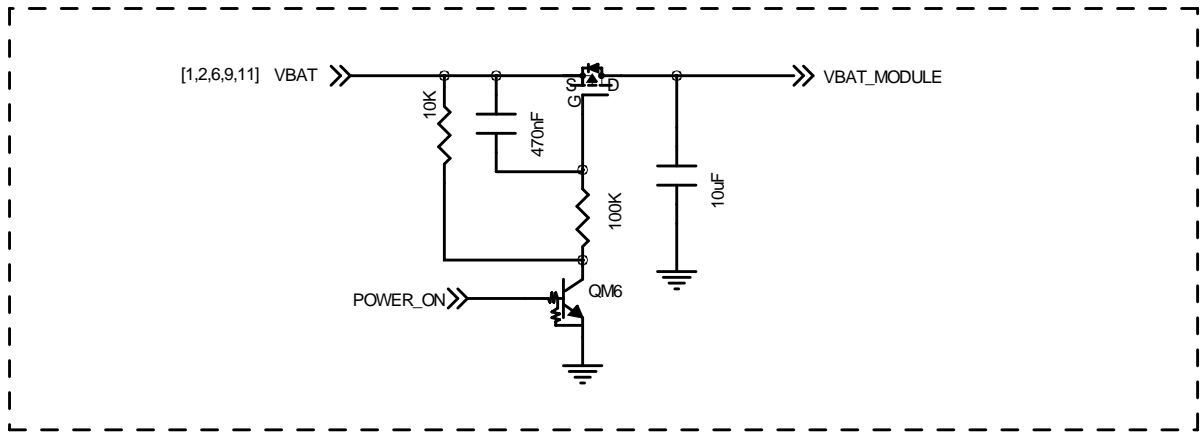 [1,2,6,9,11] VBAT
S D
G
VBAT_MODULE
10K
470nF
10uF
100K
QM6
POWER_ON